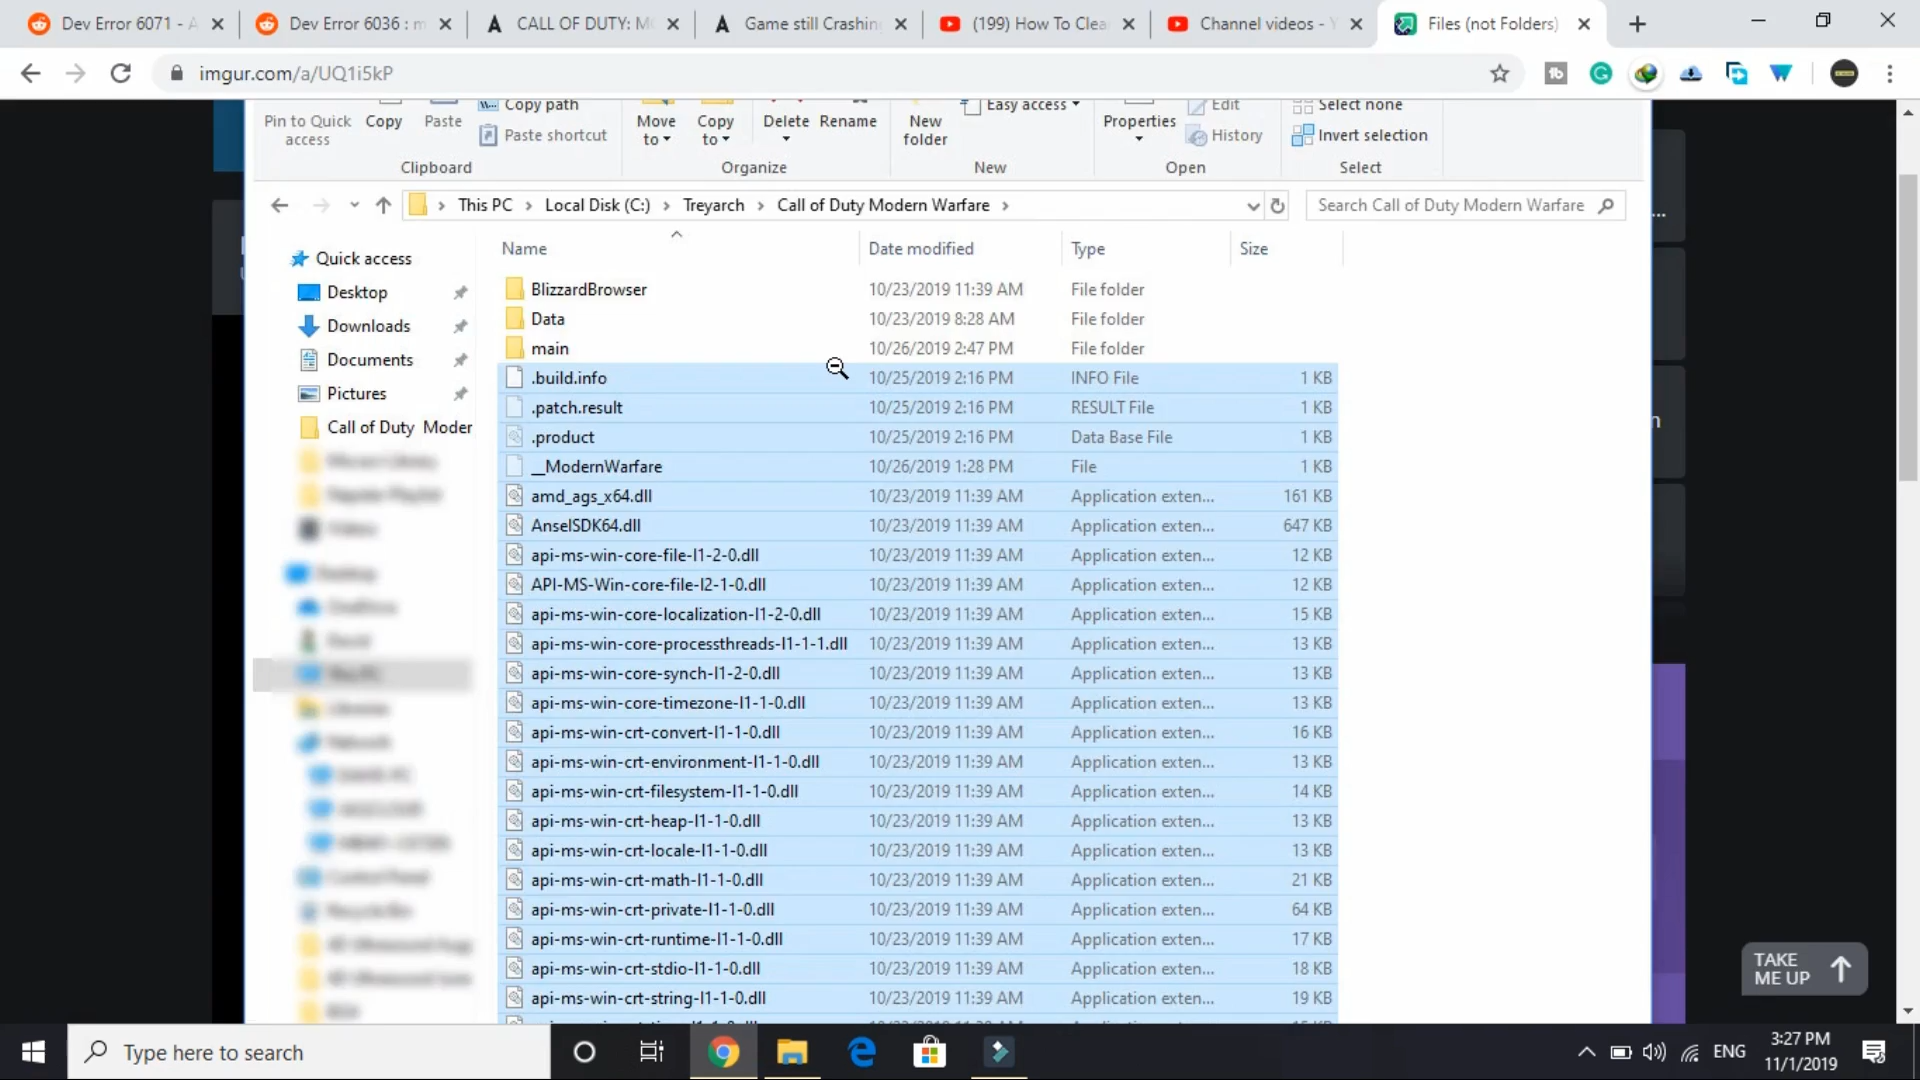 Dev Error 6071 - A
Dev Error 6036 : m
CALL OF DUTY: M
Game still Crashing
(199) How To Clea
Channel videos - Y
Files (not Folders)
imgur.com/a/UQ1i5kP
Pin to Quick access
Copy
Paste
Copy path
Paste shortcut
Move to
Copy to
Delete
Rename
New folder
Easy access
Properties
Edit
History
Select none
Invert selection
Clipboard
Organize
New
Open
Select
This PC > Local Disk (C:) > Treyarch > Call of Duty Modern Warfare >
Search Call of Duty Modern Warfare
Name Date modified Type Size
Quick access
Desktop
Downloads
Documents
Pictures
Call of Duty Moder
BlizzardBrowser 10/23/2019 11:39 AM File folder
Data 10/23/2019 8:28 AM File folder
main 10/26/2019 2:47 PM File folder
.build.info 10/25/2019 2:16 PM INFO File 1 KB
.patch.result 10/25/2019 2:16 PM RESULT File 1 KB
.product 10/25/2019 2:16 PM Data Base File 1 KB
__ModernWarfare 10/26/2019 1:28 PM File 1 KB
amd_ags_x64.dll 10/23/2019 11:39 AM Application exten... 161 KB
AnselSDK64.dll 10/23/2019 11:39 AM Application exten... 647 KB
api-ms-win-core-file-l1-2-0.dll 10/23/2019 11:39 AM Application exten... 12 KB
API-MS-Win-core-file-l2-1-0.dll 10/23/2019 11:39 AM Application exten... 12 KB
api-ms-win-core-localization-l1-2-0.dll 10/23/2019 11:39 AM Application exten... 15 KB
api-ms-win-core-processthreads-l1-1-1.dll 10/23/2019 11:39 AM Application exten... 13 KB
api-ms-win-core-synch-l1-2-0.dll 10/23/2019 11:39 AM Application exten... 13 KB
api-ms-win-core-timezone-l1-1-0.dll 10/23/2019 11:39 AM Application exten... 13 KB
api-ms-win-crt-convert-l1-1-0.dll 10/23/2019 11:39 AM Application exten... 16 KB
api-ms-win-crt-environment-l1-1-0.dll 10/23/2019 11:39 AM Application exten... 13 KB
api-ms-win-crt-filesystem-l1-1-0.dll 10/23/2019 11:39 AM Application exten... 14 KB
api-ms-win-crt-heap-l1-1-0.dll 10/23/2019 11:39 AM Application exten... 13 KB
api-ms-win-crt-locale-l1-1-0.dll 10/23/2019 11:39 AM Application exten... 13 KB
api-ms-win-crt-math-l1-1-0.dll 10/23/2019 11:39 AM Application exten... 21 KB
api-ms-win-crt-private-l1-1-0.dll 10/23/2019 11:39 AM Application exten... 64 KB
api-ms-win-crt-runtime-l1-1-0.dll 10/23/2019 11:39 AM Application exten... 17 KB
api-ms-win-crt-stdio-l1-1-0.dll 10/23/2019 11:39 AM Application exten... 18 KB
api-ms-win-crt-string-l1-1-0.dll 10/23/2019 11:39 AM Application exten... 19 KB
TAKE
ME UP
Type here to search
ENG
3:27 PM
11/1/2019